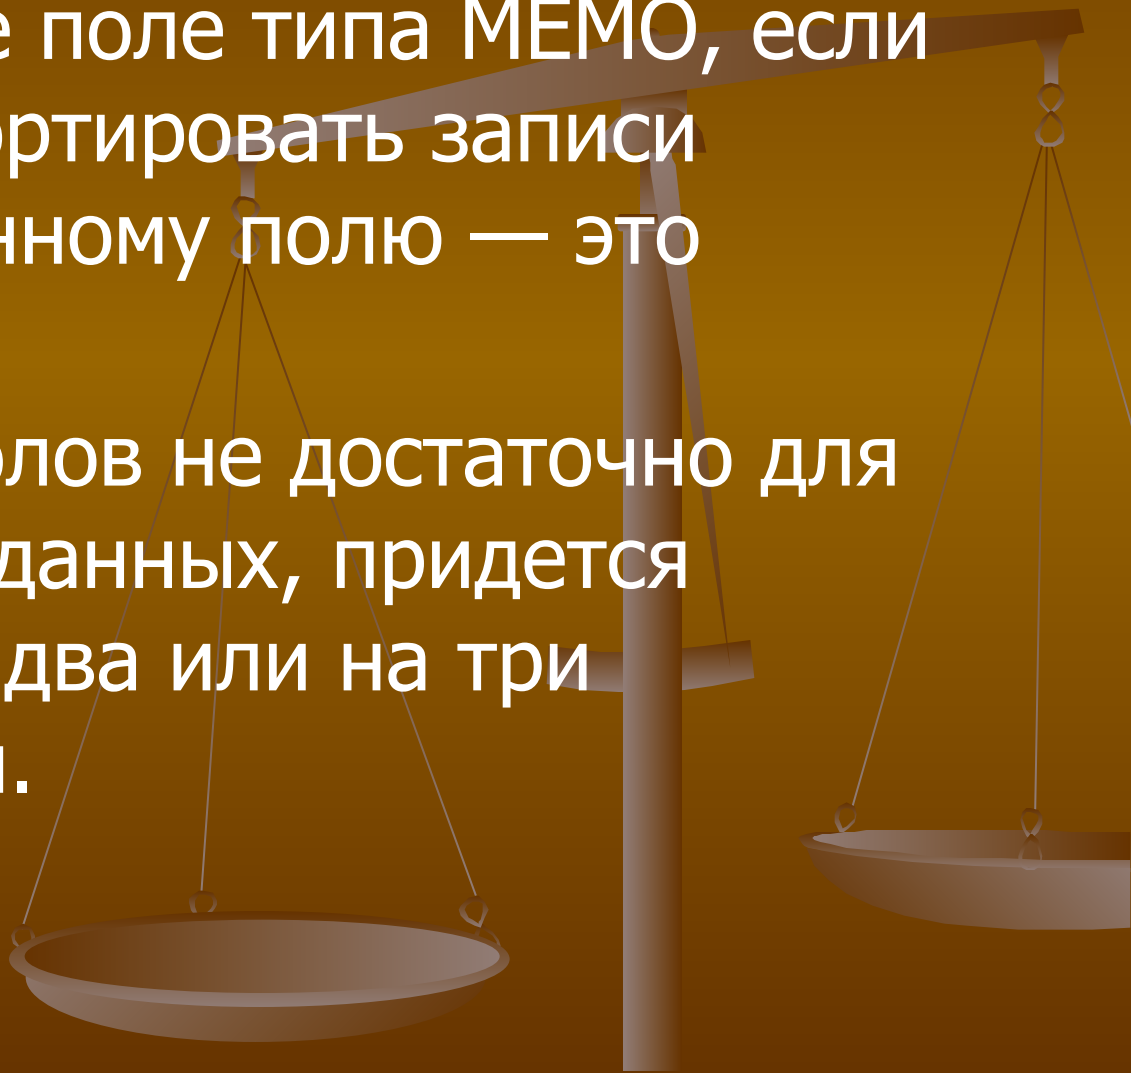 е поле типа МЕМО, если
ортировать записи
нному полю — это
олов не достаточно для
данных, придется
два или на три
.